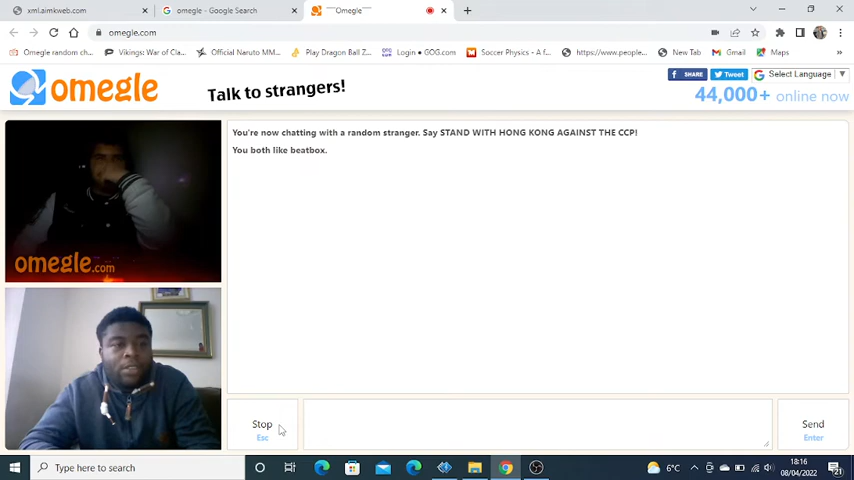 xml.aimkweb.com
omegle - Google Search
Omegle
omegle.com
Omegle random ch...
Vikings: War of Cla...
Official Naruto MM...
Play Dragon Ball Z...
Login • GOG.com
Soccer Physics - A f...
https://www.people...
New Tab
Gmail
Maps
omegle
Talk to strangers!
SHARE
Tweet
Select Language
44,000+ online now
You're now chatting with a random stranger. Say STAND WITH HONG KONG AGAINST THE CCP!
You both like beatbox.
omegle.com
Stop
Esc
Send
Enter
Type here to search
6°C
18:16
08/04/2022
21